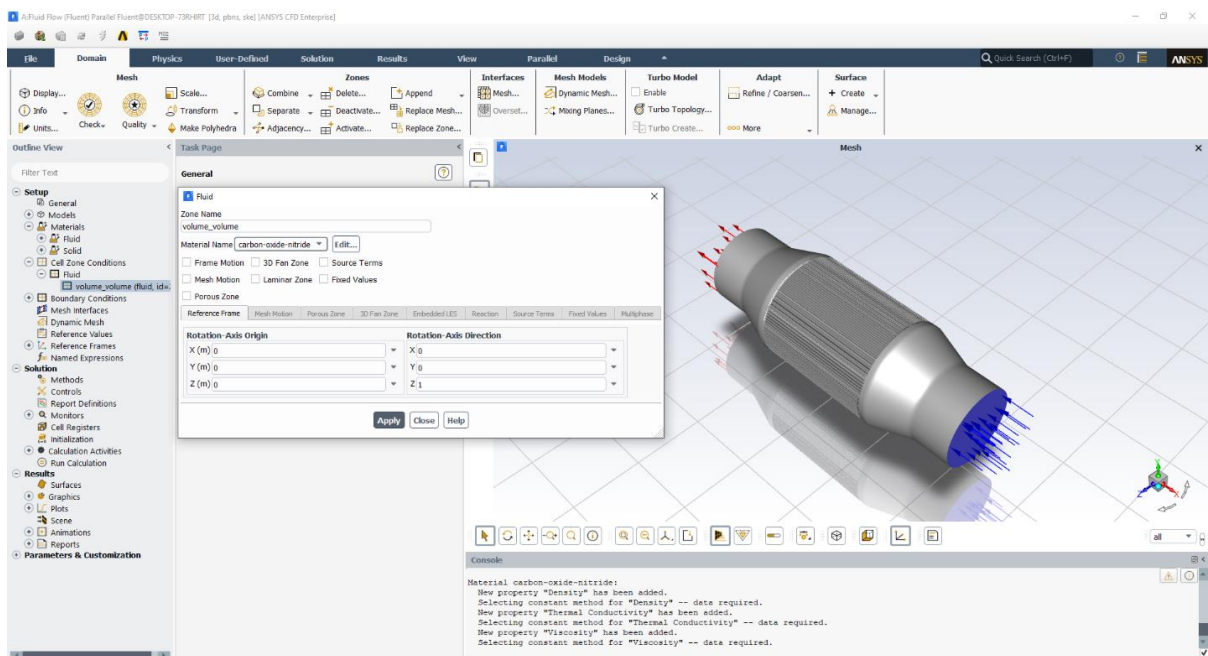 A:Fluid Flow (Fluent) Parallel Fluent@DESKTOP-73RHIRT [3d, pbns, ske] [ANSYS CFD Enterprise]
File Domain Physics User-Defined Solution Results View Parallel Design Quick Search (Ctrl+F) ANSYS
Mesh Zones Interfaces Mesh Models Turbo Model Adapt Surface
Display... Scale... Combine Delete... Append Mesh... Dynamic Mesh... Enable Refine / Coarsen... + Create
Info Transform Separate Deactivate... Replace Mesh... Overset... Mixing Planes... Turbo Topology... Manage...
Units... Check Quality Make Polyhedra Adjacency... Activate... Replace Zone... Turbo Create... More
Outline View
Filter Text
Setup
General
Models
Materials
Fluid
Solid
Cell Zone Conditions
Fluid
volume_volume (fluid, id=
Boundary Conditions
Mesh Interfaces
Dynamic Mesh
Reference Values
Reference Frames
Named Expressions
Solution
Methods
Controls
Report Definitions
Monitors
Cell Registers
Initialization
Calculation Activities
Run Calculation
Results
Surfaces
Graphics
Plots
Scene
Animations
Reports
Parameters & Customization
Task Page
General
Fluid
Zone Name
volume_volume
Material Name carbon-oxide-nitride Edit...
Frame Motion 3D Fan Zone Source Terms
Mesh Motion Laminar Zone Fixed Values
Porous Zone
Reference Frame Mesh Motion Porous Zone 3D Fan Zone Embedded LES Reaction Source Terms Fixed Values Multiphase
Rotation-Axis Origin Rotation-Axis Direction
X (m) 0 X 0
Y (m) 0 Y 0
Z (m) 0 Z 1
Apply Close Help
Mesh
all
Console
Material carbon-oxide-nitride:
New property "Density" has been added.
Selecting constant method for "Density" -- data required.
New property "Thermal Conductivity" has been added.
Selecting constant method for "Thermal Conductivity" -- data required.
New property "Viscosity" has been added.
Selecting constant method for "Viscosity" -- data required.